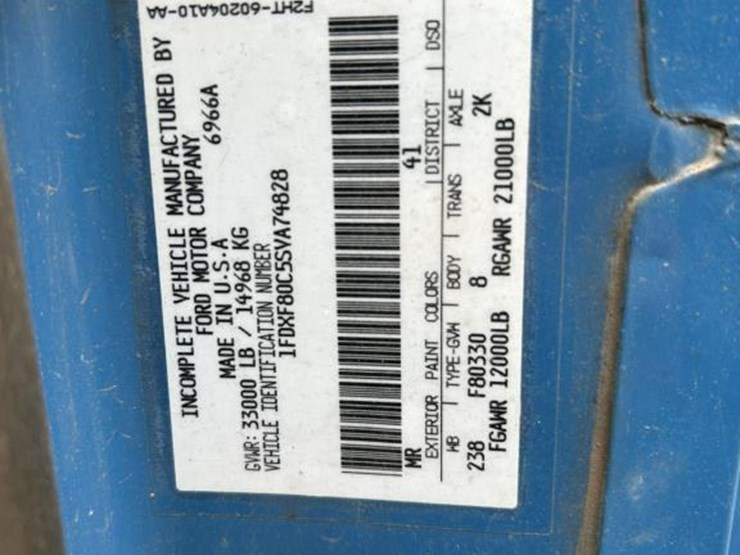 F2HT-60204A10-AA
INCOMPLETE VEHICLE MANUFACTURED BY
FORD MOTOR COMPANY 6966A
MADE IN U.S.A
GVWR: 33000 LB / 14968 KG
VEHICLE IDENTIFICATION NUMBER
1FDXF80C5SVA74828
MR 41
EXTERIOR PAINT COLORS DISTRICT DSO
WB TYPE-GVW BODY TRANS AXLE
238 F80330 8 2K
FGAWR 12000LB RGAWR 21000LB